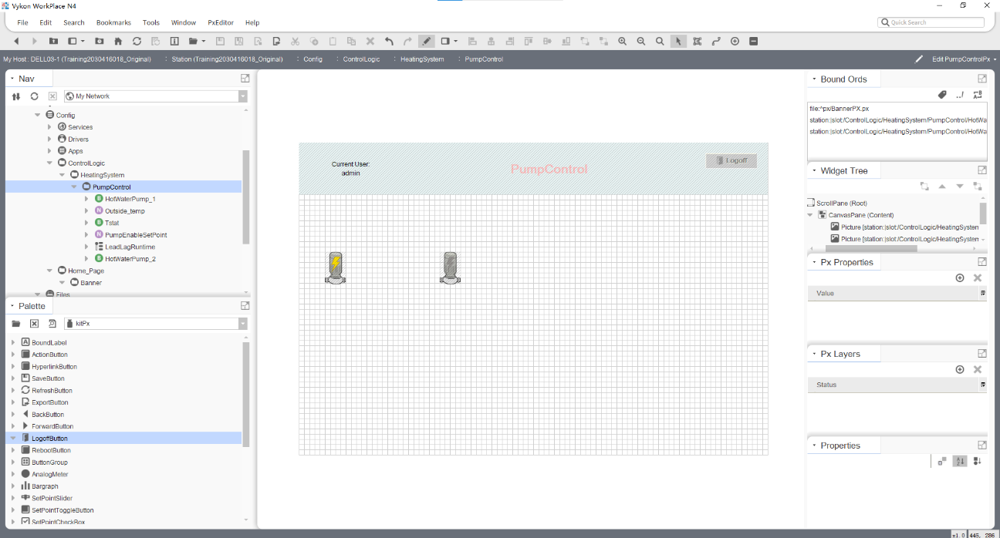 Vykon WorkPlace N4
File Edit Search Bookmarks Tools Window PxEditor Help
Quick Search
My Host : DELL03-1 (Training2030416018_Original) : Station (Training2030416018_Original) : Config : ControlLogic : HeatingSystem : PumpControl
Edit PumpControlPx
Nav
My Network
Config
Services
Drivers
Apps
ControlLogic
HeatingSystem
PumpControl
B HotWaterPump_1
N Outside_temp
B Tstat
N PumpEnableSetPoint
LeadLagRuntime
B HotWaterPump_2
Home_Page
Banner
Files
Palette
kitPx
A BoundLabel
ActionButton
HyperlinkButton
SaveButton
RefreshButton
ExportButton
BackButton
ForwardButton
LogoffButton
RebootButton
ButtonGroup
AnalogMeter
Bargraph
SetPointSlider
SetPointToggleButton
SetPointCheckBox
Current User:
admin
PumpControl
Logoff
Bound Ords
file:^px/BannerPX.px
station:|slot:/ControlLogic/HeatingSystem/PumpControl/HotWa
station:|slot:/ControlLogic/HeatingSystem/PumpControl/HotWa
Widget Tree
ScrollPane (Root)
CanvasPane (Content)
Picture [station:|slot:/ControlLogic/HeatingSysten
Picture [station:|slot:/ControlLogic/HeatingSysten
Px Properties
Value
Px Layers
Status
Properties
x1.0 445, 286